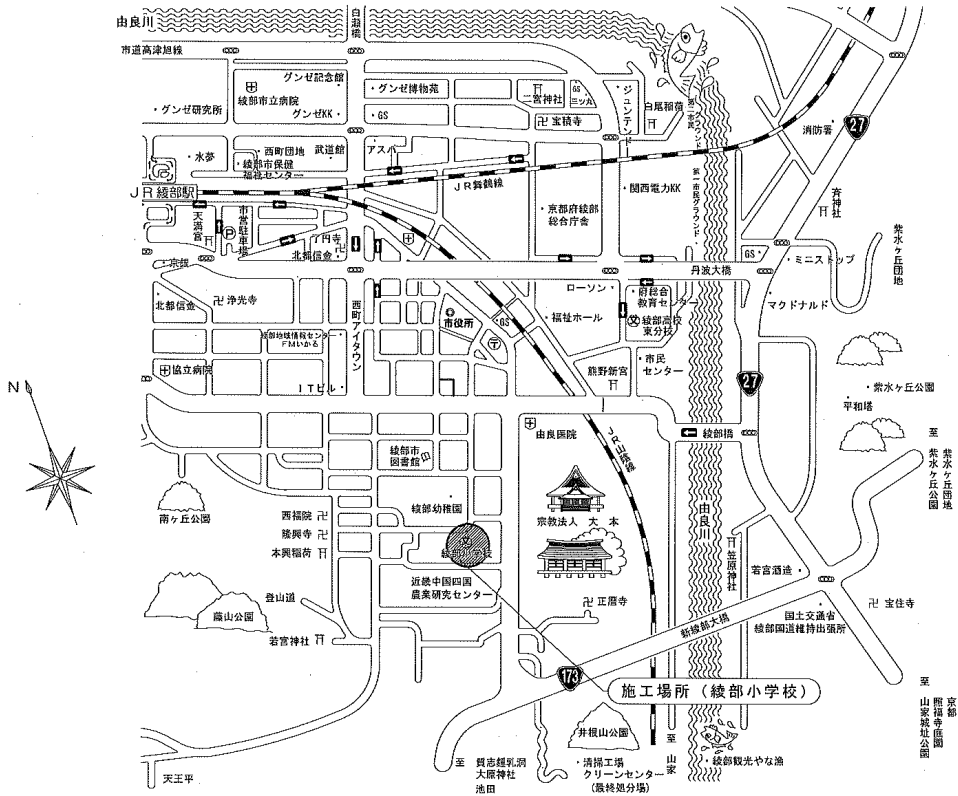 由良川
白瀬橋
市道高津旭線
グンゼ記念館
綾部市立病院
グンゼ研究所
グンゼKK
グンゼ博物苑
GS
二宮神社
GS
三ッ丸
宝積寺
ジュンテンドー
白尾稲荷
第二市民グラウンド
消防署
27
水夢
西町団地
武道館
綾部市保健
福祉センター
アスパ
JR舞鶴線
関西電力KK
第一市民グラウンド
斉神社
JR綾部駅
天満宮
市営駐車場
P
了円寺
北都信金
京都府綾部
総合庁舎
紫水ヶ丘団地
丹波大橋
GS
ミニストップ
マクドナルド
北都信金
浄光寺
西町アイタウン
市役所
GS
ローソン
福祉ホール
府総合
教育センター
綾部高校
東分校
綾部地域情報センター
FMいかる
協立病院
ITビル
熊野新宮
市民
センター
27
紫水ヶ丘公園
平和塔
N
由良医院
JR山陰線
綾部橋
至 紫水ヶ丘団地
紫水ヶ丘公園
綾部市
図書館
南ヶ丘公園
綾部幼稚園
西福院
隆興寺
本興稲荷
文
綾部小学校
宗教法人 大本
由良川
笠原神社
若宮酒造
近畿中国四国
農業研究センター
登山道
藤山公園
若宮神社
正暦寺
新綾部大橋
国土交通省
綾部国道維持出張所
宝住寺
173
施工場所(綾部小学校)
至 京都
照福寺庭園
山家城址公園
井根山公園
至 山家
至 質志鐘乳洞
大原神社
池田
清掃工場
クリーンセンター
(最終処分場)
綾部観光やな漁
天王平